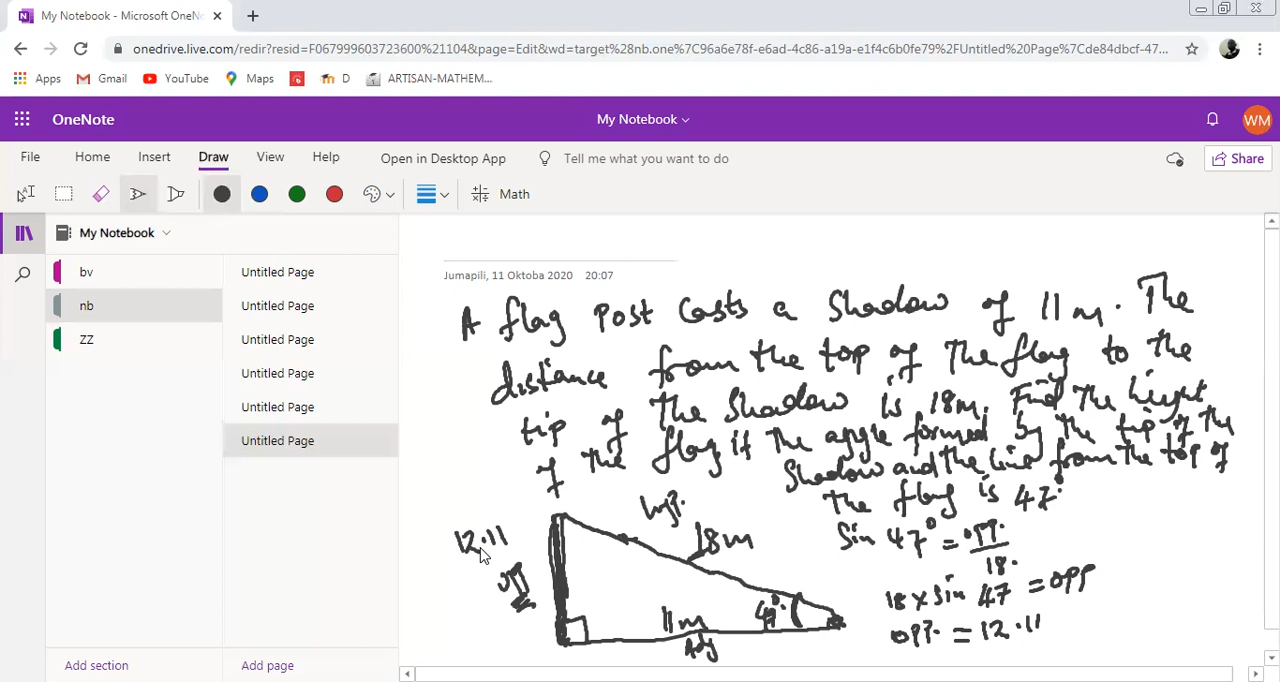 My Notebook - Microsoft OneNo
onedrive.live.com/redir?resid=F067999603723600%21104&page=Edit&wd=target%28nb.one%7C96a6e78f-e6ad-4c86-a19a-e1f4c6b0fe79%2FUntitled%20Page%7Cde84dbcf-47...
Apps Gmail YouTube Maps D ARTISAN-MATHEM...
OneNote My Notebook WM
File Home Insert Draw View Help Open in Desktop App Tell me what you want to do Share
Math
My Notebook
bv Untitled Page
nb Untitled Page
ZZ Untitled Page
Untitled Page
Untitled Page
Untitled Page
Add section Add page
Jumapili, 11 Oktoba 2020 20:07
A flag post casts a shadow of 11m. The
distance from the top of the flag to the
tip of the shadow is 18m. Find the height
of the flag if the angle formed by the tip of the
shadow and the line from the top of
the flag is 47°
hyp.
12.11
18m
opp
11m
Adj
sin 47° = opp.
18.
18 x sin 47 = opp
opp. = 12.11